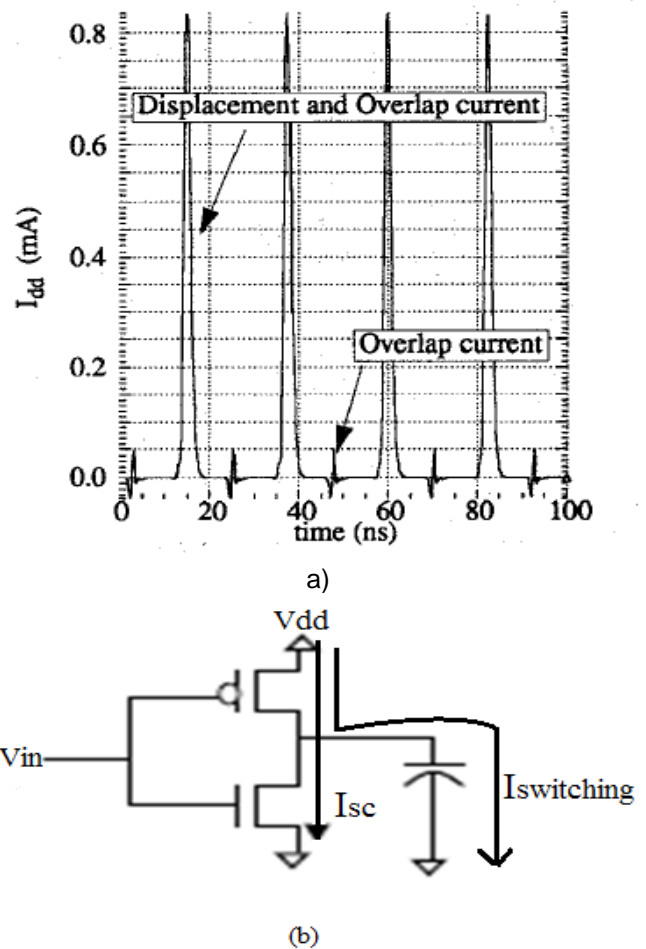 0.8
Displacement and Overlap current
0.6
Idd (mA)
0.4
Overlap current
0.2
0.0
0 20 40 60 80 100
time (ns)
a)
Vdd
Vin
Isc
Iswitching
(b)